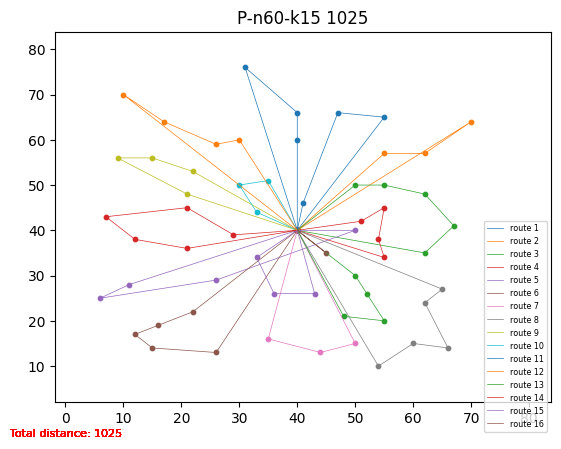 P-n60-k15 1025
80
70
60
50
40
30
20
10
0 10 20 30 40 50 60 70
route 1
route 2
route 3
route 4
route 5
route 6
route 7
route 8
route 9
route 10
route 11
route 12
route 13
route 14
route 15
route 16
Total distance: 1025